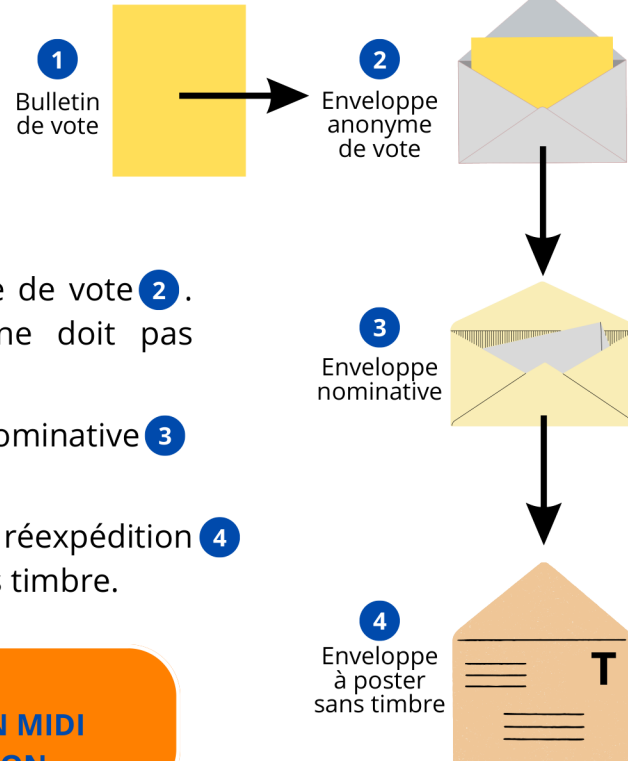 1
Bulletin
de vote
2
Enveloppe
anonyme
de vote
de vote 2.
ne doit pas
3
Enveloppe
nominative
3
réexpédition 4
timbre.
4
Enveloppe
à poster
sans timbre
T
MIDI